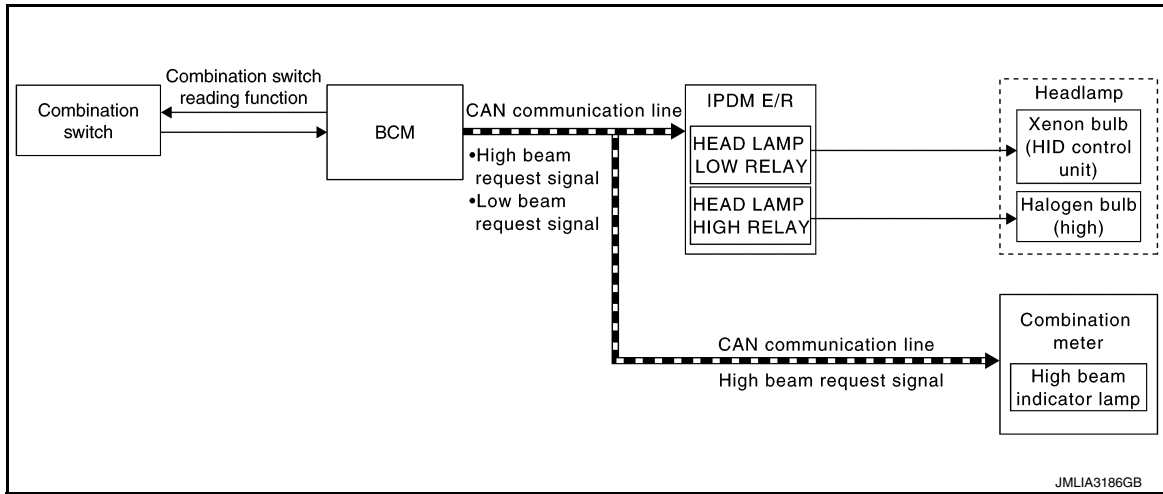 Combination
switch
Combination switch
reading function
BCM
CAN communication line
•High beam
request signal
•Low beam
request signal
IPDM E/R
HEAD LAMP
LOW RELAY
HEAD LAMP
HIGH RELAY
Headlamp
Xenon bulb
(HID control
unit)
Halogen bulb
(high)
CAN communication line
High beam request signal
Combination
meter
High beam
indicator lamp
JMLIA3186GB